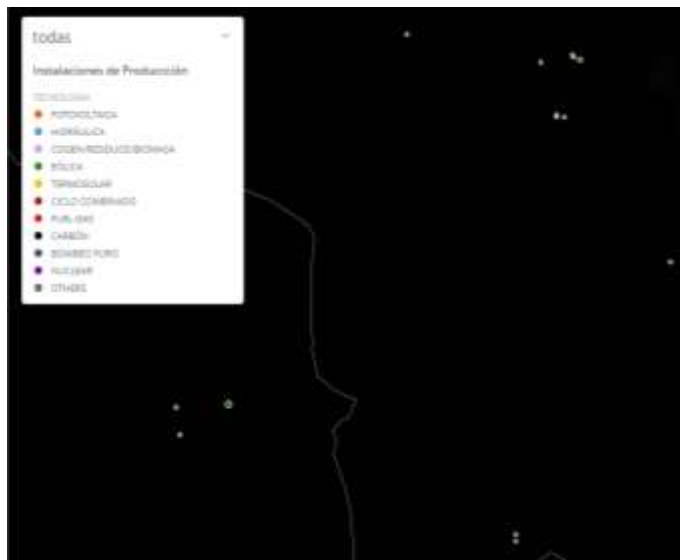 todas
Instalaciones de Producción
TECNOLOGÍA
FOTOVOLTAICA
HIDRÁULICA
COGEN/RESIDUOS/BIOMASA
EÓLICA
TERMOSOLAR
CICLO COMBINADO
FUEL-GAS
CARBÓN
BOMBEO PURO
NUCLEAR
OTHERS